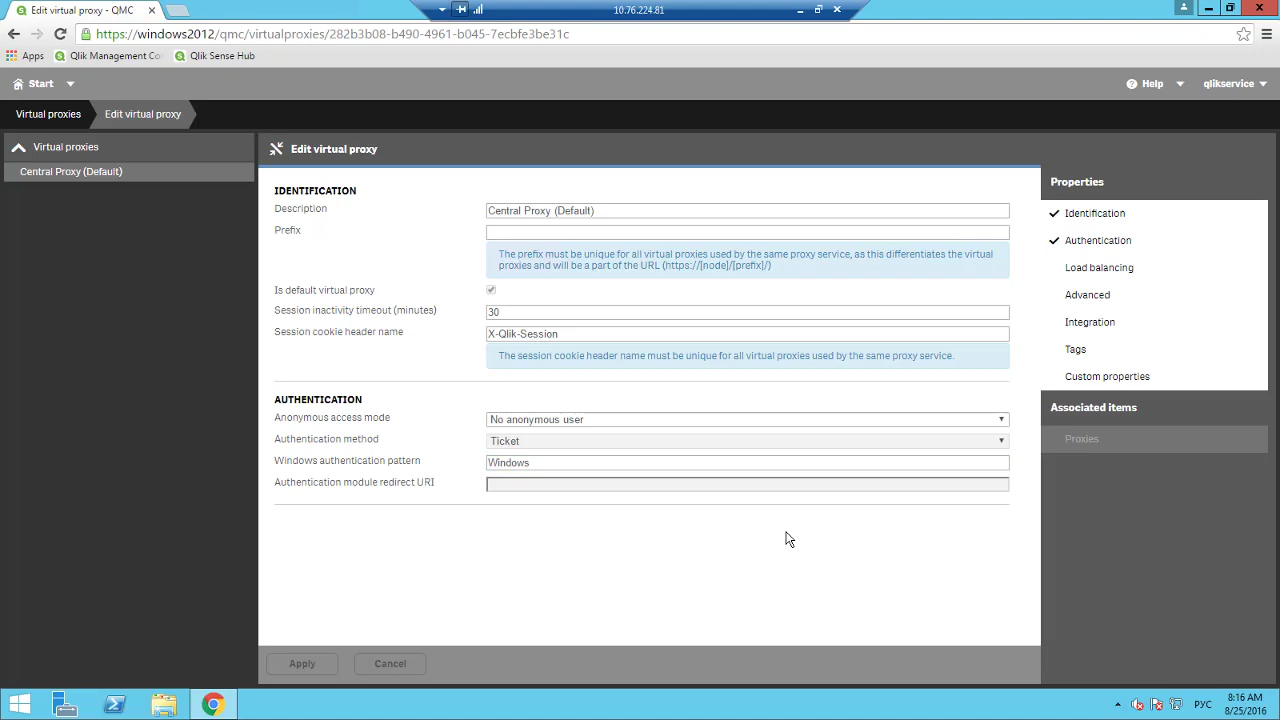 Edit virtual proxy - QMC
10.76.224.81
https://windows2012/qmc/virtualproxies/282b3b08-b490-4961-b045-7ecbfe3be31c
Apps
Qlik Management Co
Qlik Sense Hub
Start
Help
qlikservice
Virtual proxies
Edit virtual proxy
Virtual proxies
Central Proxy (Default)
Edit virtual proxy
IDENTIFICATION
Description
Central Proxy (Default)
Prefix
The prefix must be unique for all virtual proxies used by the same proxy service, as this differentiates the virtual
proxies and will be a part of the URL (https://[node]/[prefix]/)
Is default virtual proxy
Session inactivity timeout (minutes)
30
Session cookie header name
X-Qlik-Session
The session cookie header name must be unique for all virtual proxies used by the same proxy service.
AUTHENTICATION
Anonymous access mode
No anonymous user
Authentication method
Ticket
Windows authentication pattern
Windows
Authentication module redirect URI
Apply
Cancel
Properties
Identification
Authentication
Load balancing
Advanced
Integration
Tags
Custom properties
Associated items
Proxies
РУС
8:16 AM
8/25/2016